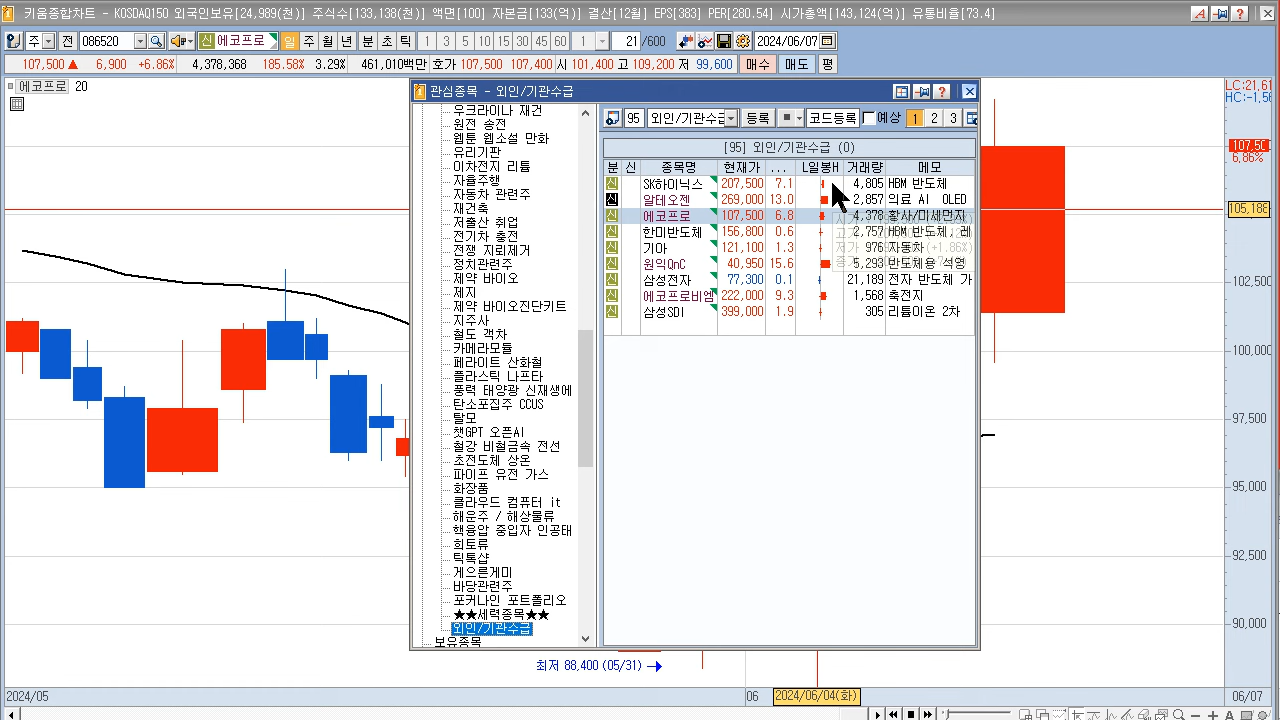 키움종합차트 - KOSDAQ150 외국인보유[24,989(천)] 주식수[133,138(천)] 액면[100] 자본금[133(억)] 결산[12월] EPS[383] PER[280.54] 시가총액[143,124(억)] 유통비율[73.4]
주 전 086520 신 에코프로 일 주 월 년 분 초 틱 1 3 5 10 15 30 45 60 1 21 /600 2024/06/07
107,500 ▲ 6,900 +6.86% 4,378,368 185.58% 3.29% 461,010백만 호가 107,500 107,400 시 101,400 고 109,200 저 99,600 매수 매도 평
에코프로 20
LC:21,61
HC:-1,56
107,500
6.86%
105,186
102,500
100,000
97,500
95,000
92,500
90,000
관심종목 - 외인/기관수급
우크라이나 재건
원전 송전
웹툰 웹소설 만화
유리기판
이차전지 리튬
자율주행
자동차 관련주
재건축
저출산 취업
전기차 충전
전쟁 지뢰제거
정치관련주
제약 바이오
제지
제약 바이오진단키트
지주사
철도 객차
카메라모듈
페라이트 산화철
플라스틱 나프타
풍력 태양광 신재생에
탄소포집주 CCUS
탈모
챗GPT 오픈AI
철강 비철금속 전선
초전도체 상온
파이프 유전 가스
화장품
클라우드 컴퓨터 it
해운주 / 해상물류
핵융합 중입자 인공태
희토류
틱톡샵
게으른게미
바당관련주
포커나인 포트폴리오
★★세력종목★★
외인/기관수급
보유종목
95 외인/기관수급 등록 코드등록 예상 1 2 3
[95] 외인/기관수급 (0)
분 신 종목명 현재가 ... L일봉H 거래량 메모
신 SK하이닉스 207,500 7.1 4,805 HBM 반도체
신 알테오젠 269,000 13.0 2,857 의료 AI OLED
신 에코프로 107,500 6.8 4,378 황사/미세먼지
신 한미반도체 156,800 0.6 2,757 HBM 반도체, 레
신 기아 121,100 1.3 976 자동차
신 원익QnC 40,950 15.6 5,293 반도체용 석영
신 삼성전자 77,300 0.1 21,189 전자 반도체 가
신 에코프로비엠 222,000 9.3 1,568 축전지
신 삼성SDI 399,000 1.9 305 리튬이온 2차
최저 88,400 (05/31) →
2024/05 06 2024/06/04(화) 06/07